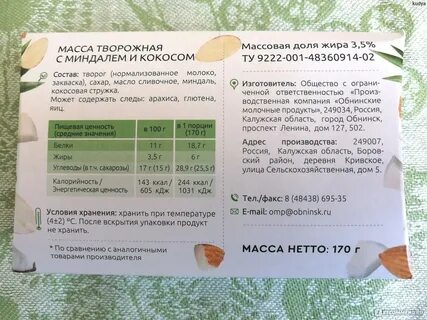 kudya
МАССА ТВОРОЖНАЯ
С МИНДАЛЕМ И КОКОСОМ
Состав: творог (нормализованное молоко,
закваска), сахар, масло сливочное, миндаль,
кокосовая стружка.
Может содержать следы: арахиса, глютена,
яиц.
Пищевая ценность (средние значения) в 100 г в 1 порции (170 г)
Белки 11 г 18,7 г
Жиры 3,5 г 6 г
Углеводы (в т.ч. сахарозы) 17 г (15 г) 28,9 г (25,5 г)
Калорийность / Энергетическая ценность 143 ккал / 605 кДж 244 ккал / 1031 кДж
Условия хранения: хранить при температуре
(4±2) °С. После вскрытия упаковки продукт
не хранить.
* По сравнению с аналогичными
товарами производителя
Массовая доля жира 3,5%
ТУ 9222-001-48360914-02
Изготовитель: Общество с ограни-
ченной ответственностью «Произ-
водственная компания «Обнинские
молочные продукты», 249034, Россия,
Калужская область, город Обнинск,
проспект Ленина, дом 127, 502.
Адрес производства: 249007,
Россия, Калужская область, Боров-
ский район, деревня Кривское,
улица Сельскохозяйственная, дом 5.
Тел./факс: 8 (48438) 695-35
E-mail: omp@obninsk.ru
МАССА НЕТТО: 170 г